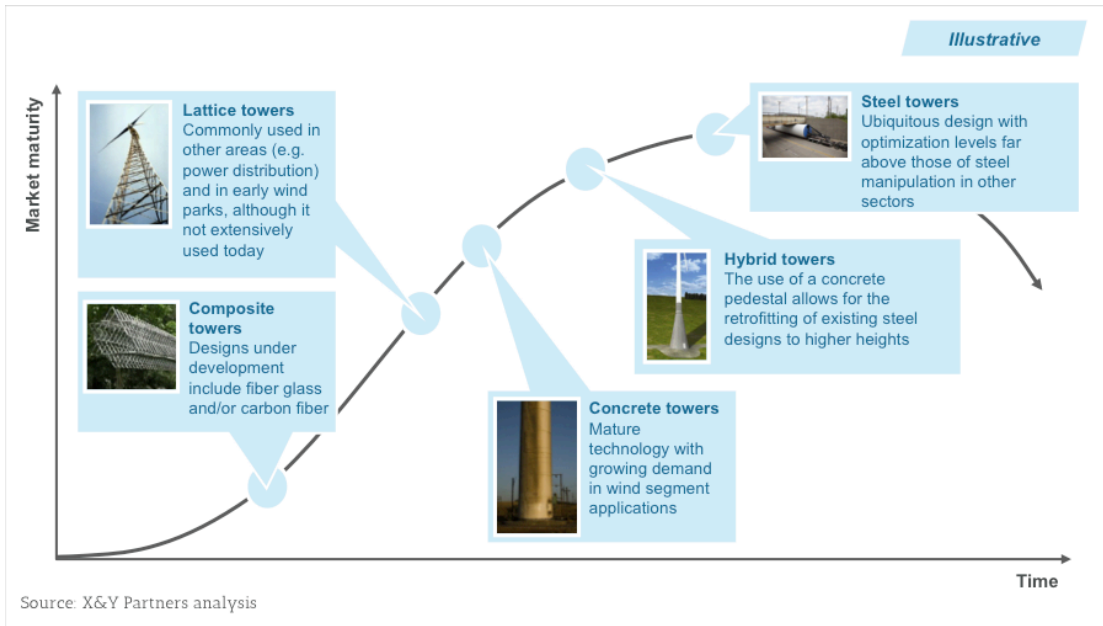 Illustrative
Market maturity
Lattice towers
Commonly used in
other areas (e.g.
power distribution)
and in early wind
parks, although it
not extensively
used today
Steel towers
Ubiquitous design with
optimization levels far
above those of steel
manipulation in other
sectors
Hybrid towers
The use of a concrete
pedestal allows for the
retrofitting of existing steel
designs to higher heights
Composite
towers
Designs under
development
include fiber glass
and/or carbon fiber
Concrete towers
Mature
technology with
growing demand
in wind segment
applications
Time
Source: X&Y Partners analysis